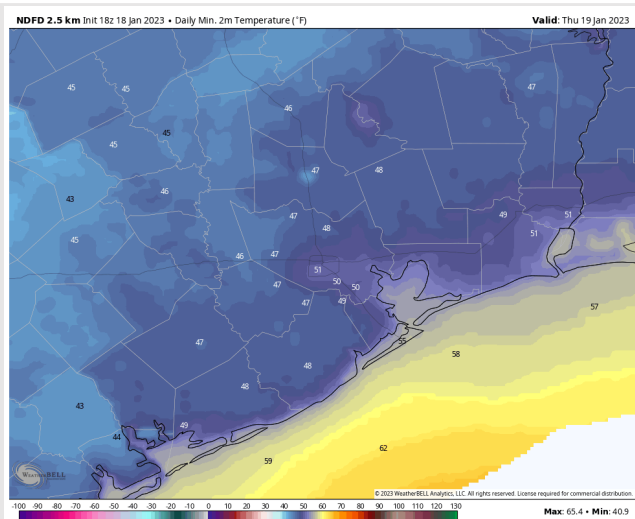 NDFD 2.5 km Init 18z 18 Jan 2023 • Daily Min. 2m Temperature (°F)
Valid: Thu 19 Jan 2023
45 45 47
46
45
45
47 48
43 46
47 49 51
48 51
45
46 47
51
47 50 50
47 49 57
55
47 58
48
48
43
49
44
62
59
WeatherBELL
© 2023 WeatherBELL Analytics, LLC. All rights reserved. License required for commercial distribution.
-100 -90 -80 -70 -60 -50 -40 -30 -20 -10 0 10 20 30 40 50 60 70 80 90 100 110 120 130
Max: 65.4 • Min: 40.9